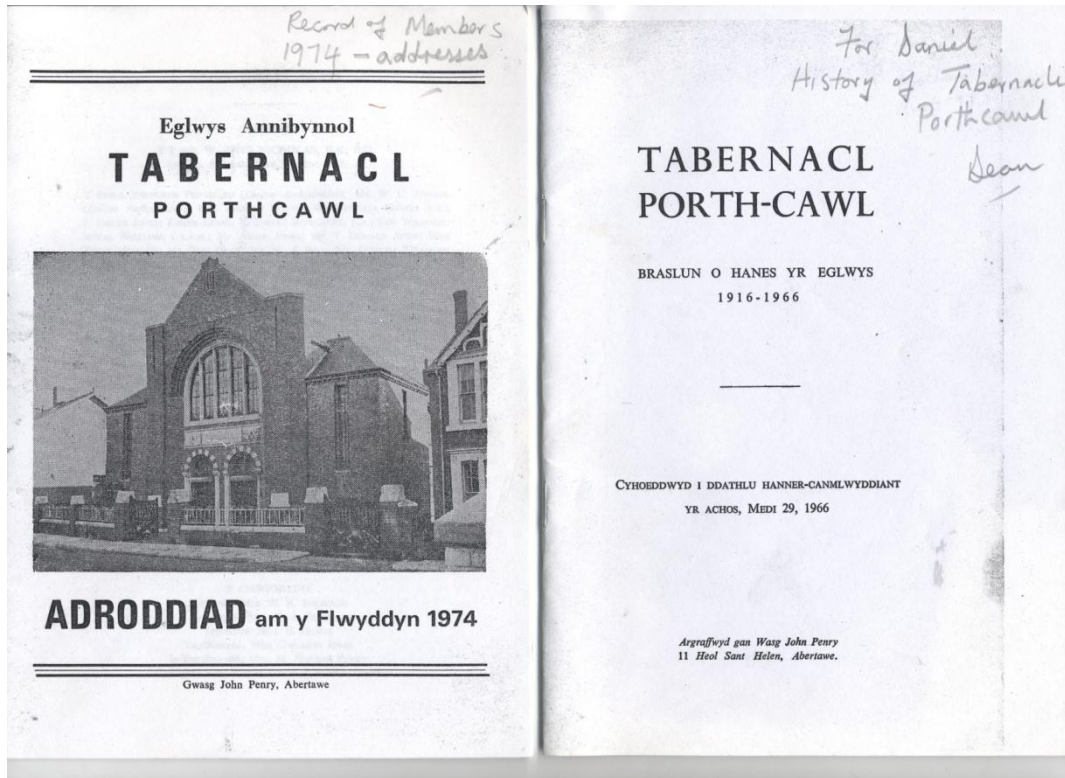 Record of Members
1974 - addresses
Eglwys Annibynnol
TABERNACL
PORTHCAWL
ADRODDIAD am y Flwyddyn 1974
Gwasg John Penry, Abertawe
For Daniel
History of Tabernacle
Porthcawl
Dean
TABERNACL
PORTH-CAWL
BRASLUN O HANES YR EGLWYS
1916-1966
CYHOEDDWYD I DDATHLU HANNER-CANMLWYDDIANT
YR ACHOS, MEDI 29, 1966
Argraffwyd gan Wasg John Penry
11 Heol Sant Helen, Abertawe.